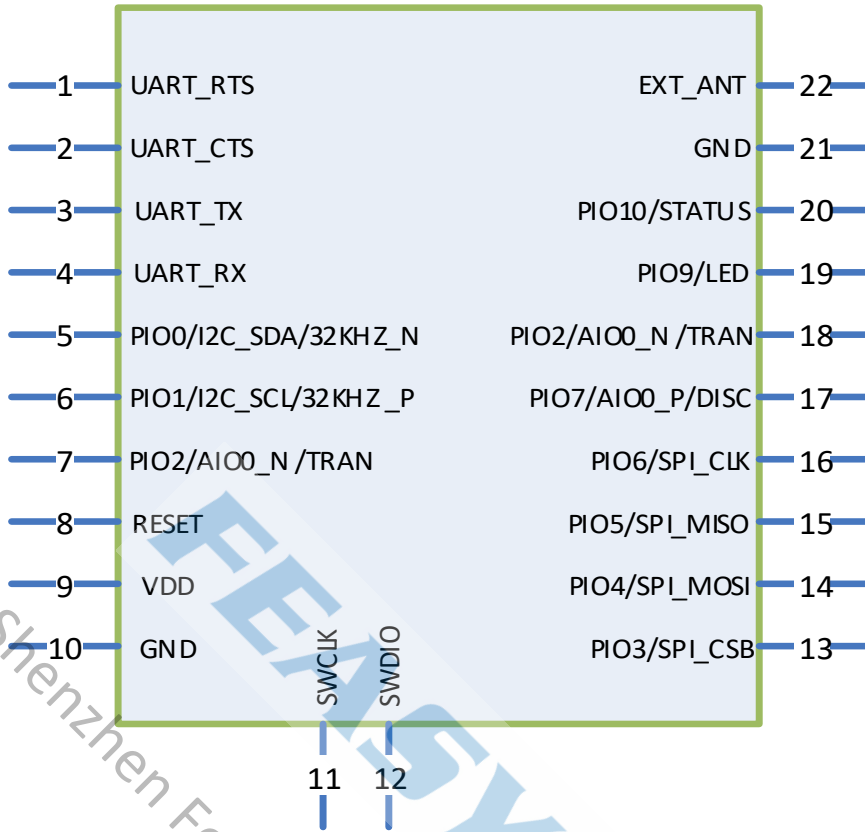 1 UART_RTS
2 UART_CTS
3 UART_TX
4 UART_RX
5 PIO0/I2C_SDA/32KHZ_N
6 PIO1/I2C_SCL/32KHZ_P
7 PIO2/AIO0_N/TRAN
8 RESET
9 VDD
10 GND
SWCLK 11
SWDIO 12
EXT_ANT 22
GND 21
PIO10/STATUS 20
PIO9/LED 19
PIO2/AIO0_N/TRAN 18
PIO7/AIO0_P/DISC 17
PIO6/SPI_CLK 16
PIO5/SPI_MISO 15
PIO4/SPI_MOSI 14
PIO3/SPI_CSB 13
FEASY
Shenzhen